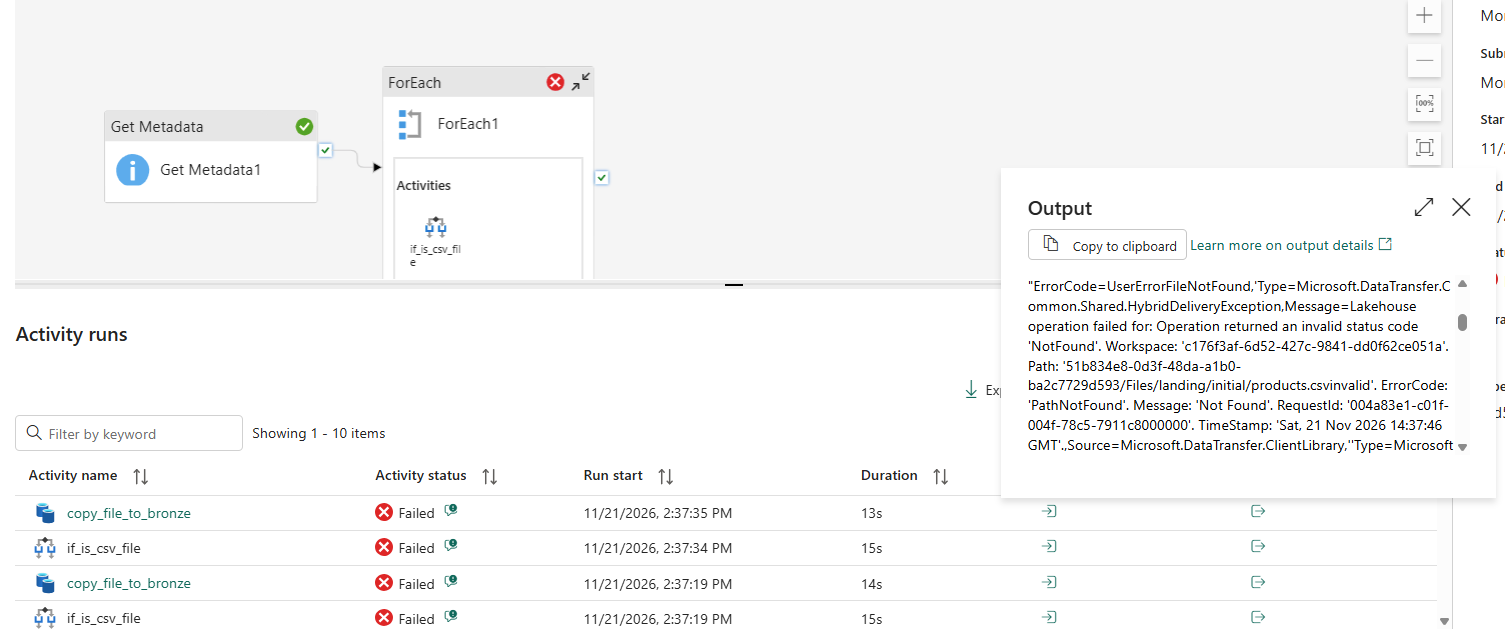 Get Metadata
Get Metadata1
ForEach
ForEach1
Activities
if_is_csv_fil
e
100%
Mor
Subr
Mor
Star
11/2
Output
Copy to clipboard
Learn more on output details
"ErrorCode=UserErrorFileNotFound,'Type=Microsoft.DataTransfer.C
ommon.Shared.HybridDeliveryException,Message=Lakehouse
operation failed for: Operation returned an invalid status code
'NotFound'. Workspace: 'c176f3af-6d52-427c-9841-dd0f62ce051a'.
Path: '51b834e8-0d3f-48da-a1b0-
ba2c7729d593/Files/landing/initial/products.csvinvalid'. ErrorCode:
'PathNotFound'. Message: 'Not Found'. RequestId: '004a83e1-c01f-
004f-78c5-7911c8000000'. TimeStamp: 'Sat, 21 Nov 2026 14:37:46
GMT'.,Source=Microsoft.DataTransfer.ClientLibrary,''Type=Microsoft
Activity runs
Filter by keyword
Showing 1 - 10 items
Activity name
Activity status
Run start
Duration
copy_file_to_bronze
Failed
11/21/2026, 2:37:35 PM
13s
if_is_csv_file
Failed
11/21/2026, 2:37:34 PM
15s
copy_file_to_bronze
Failed
11/21/2026, 2:37:19 PM
14s
if_is_csv_file
Failed
11/21/2026, 2:37:19 PM
15s